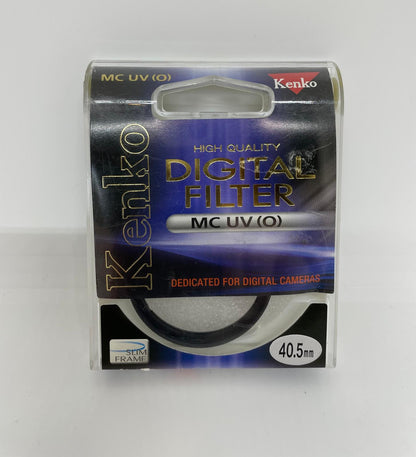 MC UV (O)
Kenko
Kenko
HIGH QUALITY
DIGITAL
FILTER
MC UV (O)
DEDICATED FOR DIGITAL CAMERAS
SLIM
FRAME
40.5mm